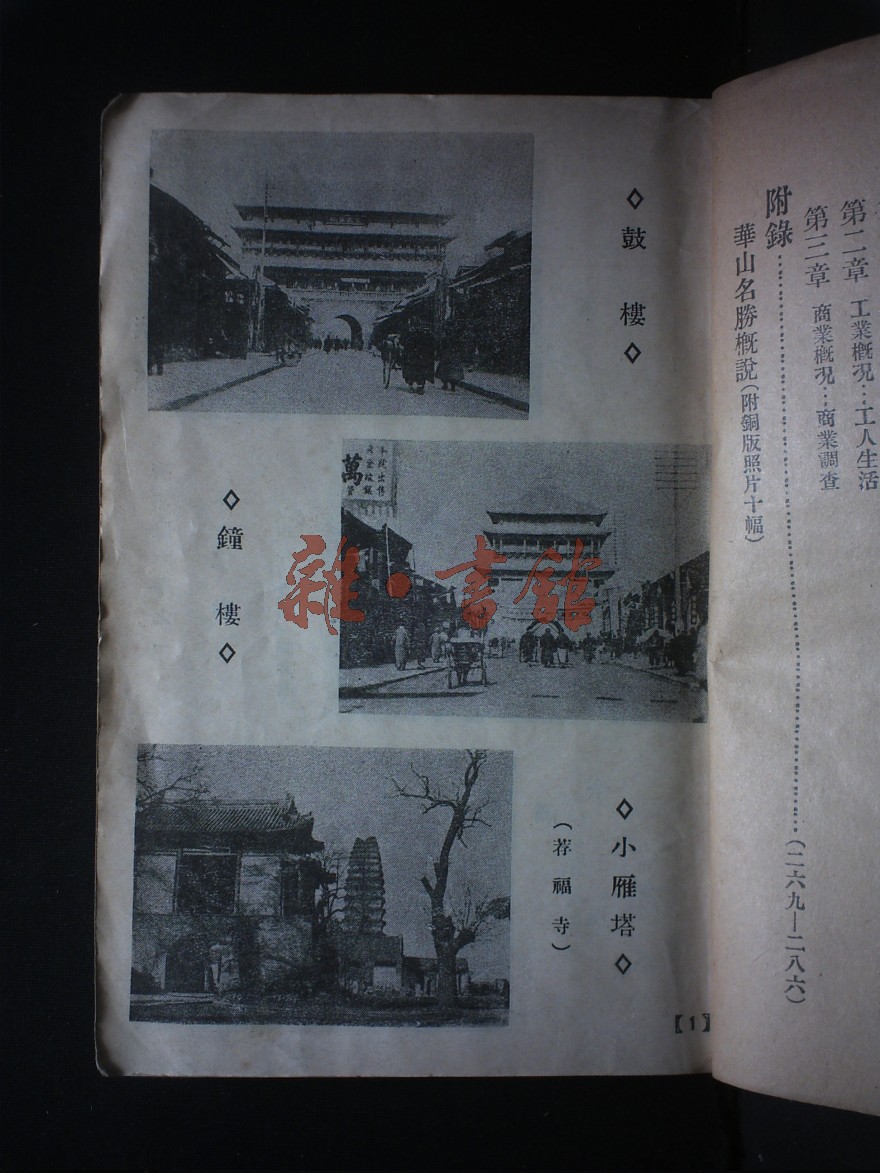 第二章 工業概況…工人生活
第三章 商業概況…商業調查
附錄……(二六九—二八六)
華山名勝概說(附銅版照片十幅)
◇鼓樓◇
◇鐘樓◇
萬
◇小雁塔◇
(荐福寺)
【1】
雜·書館